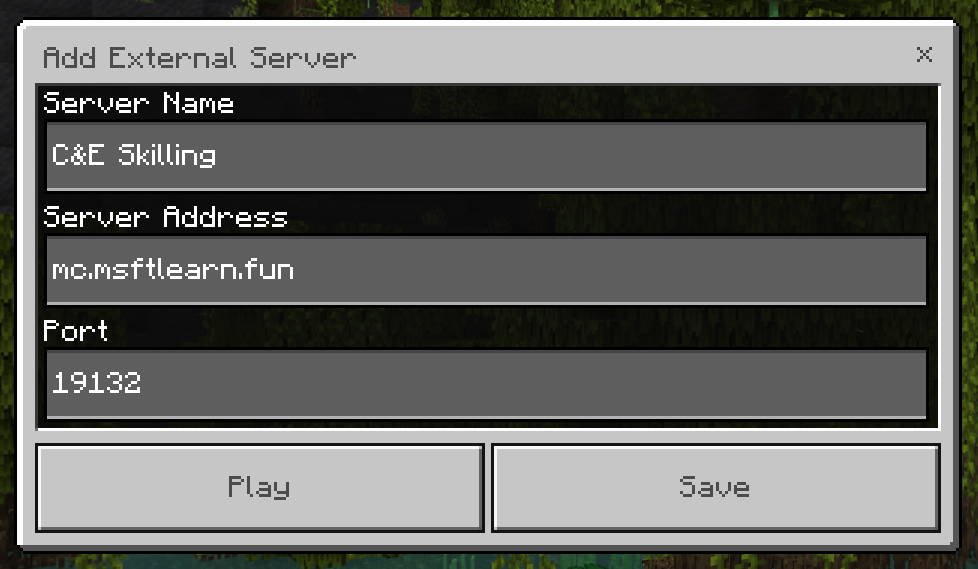 Add External Server
Server Name
C&E Skilling
Server Address
mc.msftlearn.fun
Port
19132
Play
Save